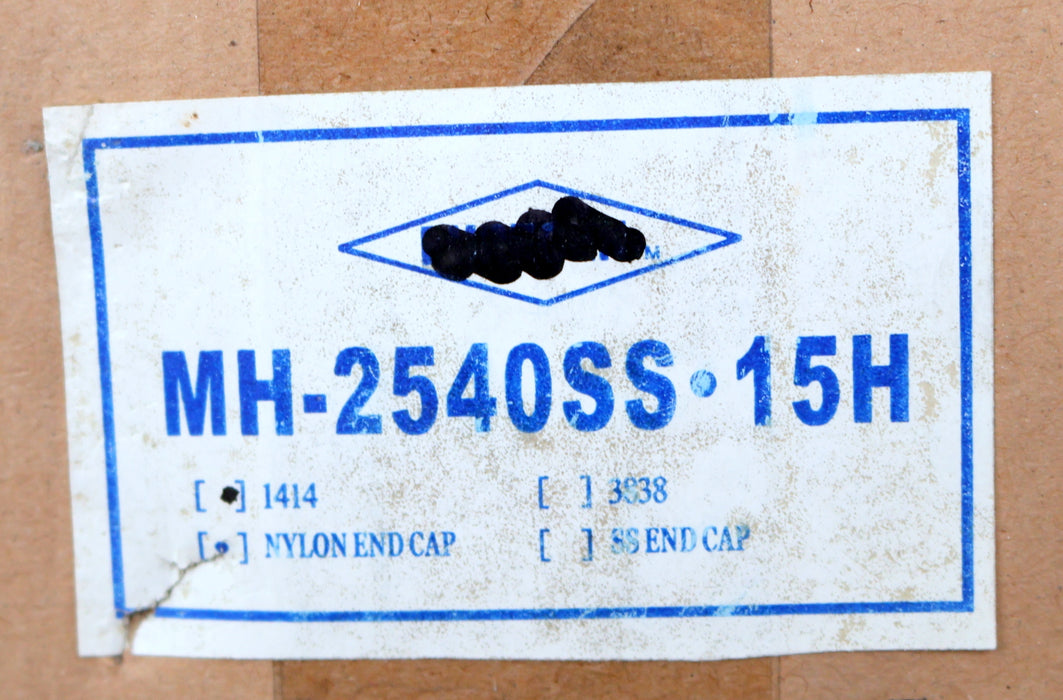 MH-2540SS·15H
[•] 1414 [ ] 3838
[•] NYLON END CAP [ ] SS END CAP